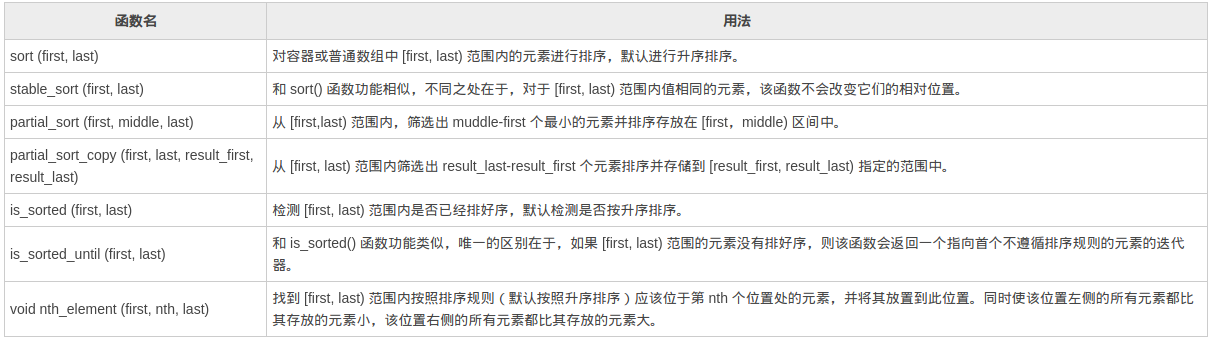 函数名 用法
sort (first, last) 对容器或普通数组中 [first, last) 范围内的元素进行排序，默认进行升序排序。
stable_sort (first, last) 和 sort() 函数功能相似，不同之处在于，对于 [first, last) 范围内值相同的元素，该函数不会改变它们的相对位置。
partial_sort (first, middle, last) 从 [first,last) 范围内，筛选出 muddle-first 个最小的元素并排序存放在 [first，middle) 区间中。
partial_sort_copy (first, last, result_first,
result_last)
从 [first, last) 范围内筛选出 result_last-result_first 个元素排序并存储到 [result_first, result_last) 指定的范围中。
is_sorted (first, last) 检测 [first, last) 范围内是否已经排好序，默认检测是否按升序排序。
is_sorted_until (first, last)
和 is_sorted() 函数功能类似，唯一的区别在于，如果 [first, last) 范围的元素没有排好序，则该函数会返回一个指向首个不遵循排序规则的元素的迭代
器。
void nth_element (first, nth, last)
找到 [first, last) 范围内按照排序规则（默认按照升序排序）应该位于第 nth 个位置处的元素，并将其放置到此位置。同时使该位置左侧的所有元素都比
其存放的元素小，该位置右侧的所有元素都比其存放的元素大。